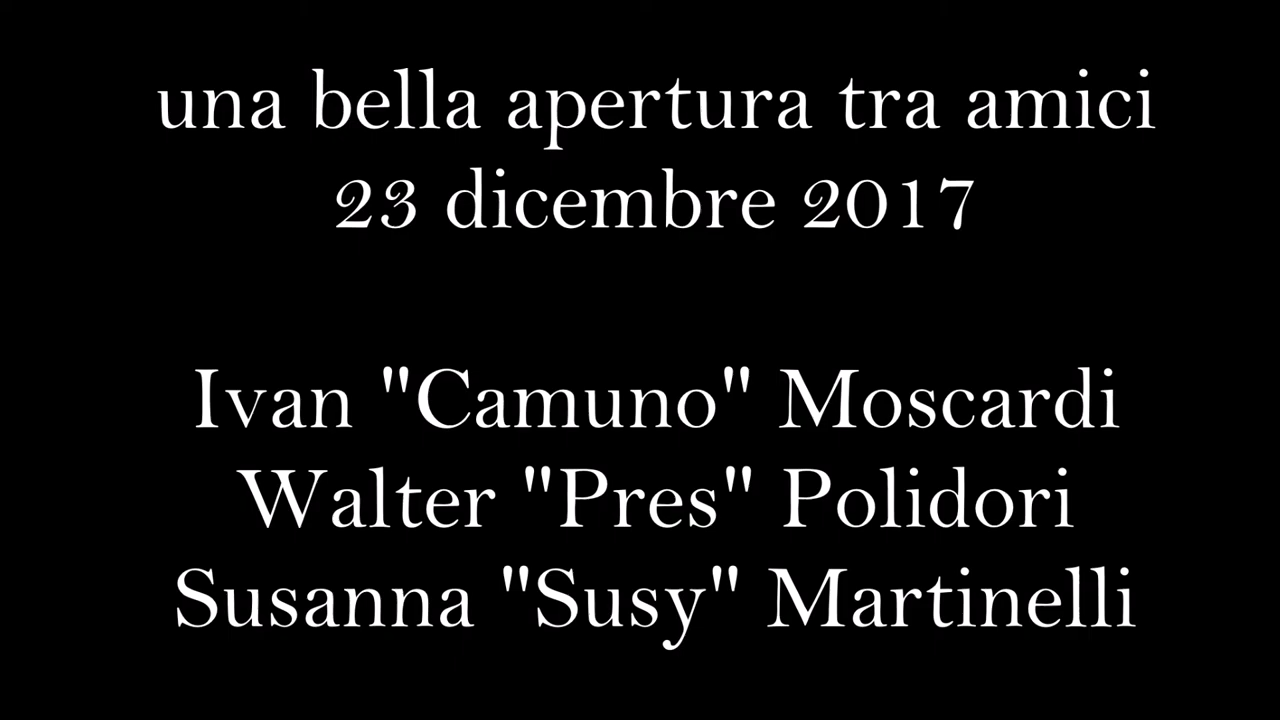 una bella apertura tra amici
23 dicembre 2017
Ivan "Camuno" Moscardi
Walter "Pres" Polidori
Susanna "Susy" Martinelli